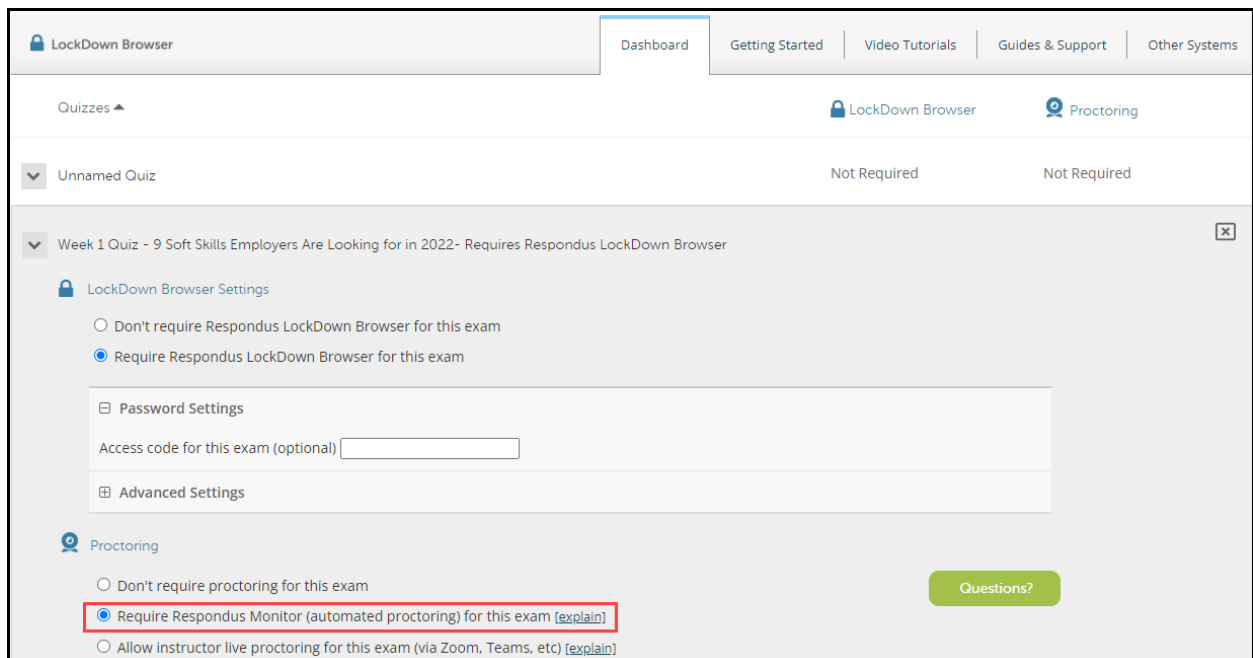 LockDown Browser Dashboard Getting Started Video Tutorials Guides & Support Other Systems
Quizzes LockDown Browser Proctoring
Unnamed Quiz Not Required Not Required
Week 1 Quiz - 9 Soft Skills Employers Are Looking for in 2022- Requires Respondus LockDown Browser
LockDown Browser Settings
Don't require Respondus LockDown Browser for this exam
Require Respondus LockDown Browser for this exam
Password Settings
Access code for this exam (optional)
Advanced Settings
Proctoring
Don't require proctoring for this exam
Questions?
Require Respondus Monitor (automated proctoring) for this exam [explain]
Allow instructor live proctoring for this exam (via Zoom, Teams, etc) [explain]